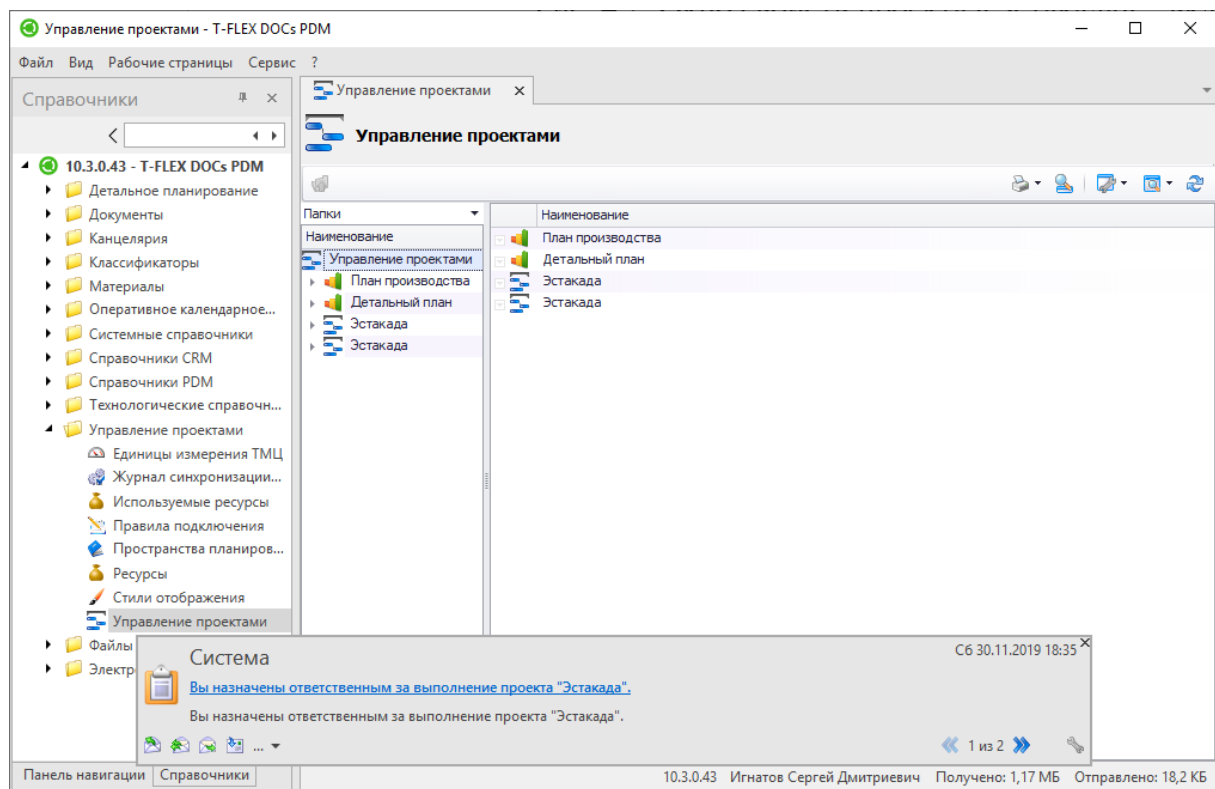 Управление проектами - T-FLEX DOCs PDM
Файл Вид Рабочие страницы Сервис ?
Справочники
10.3.0.43 - T-FLEX DOCs PDM
Детальное планирование
Документы
Канцелярия
Классификаторы
Материалы
Оперативное календарное...
Системные справочники
Справочники CRM
Справочники PDM
Технологические справочн...
Управление проектами
Единицы измерения ТМЦ
Журнал синхронизации...
Используемые ресурсы
Правила подключения
Пространства планиров...
Ресурсы
Стили отображения
Управление проектами
Файлы
Электр
Панель навигации Справочники
Управление проектами
Управление проектами
Папки
Наименование
Управление проектами
План производства
Детальный план
Эстакада
Эстакада
Наименование
План производства
Детальный план
Эстакада
Эстакада
Система
Сб 30.11.2019 18:35
Вы назначены ответственным за выполнение проекта "Эстакада".
Вы назначены ответственным за выполнение проекта "Эстакада".
... 1 из 2
10.3.0.43 Игнатов Сергей Дмитриевич Получено: 1,17 МБ Отправлено: 18,2 КБ